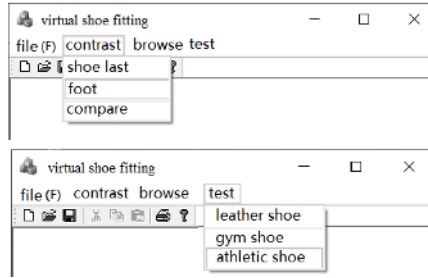 virtual shoe fitting
file (F) contrast browse test
shoe last
foot
compare
virtual shoe fitting
file (F) contrast browse test
leather shoe
gym shoe
athletic shoe